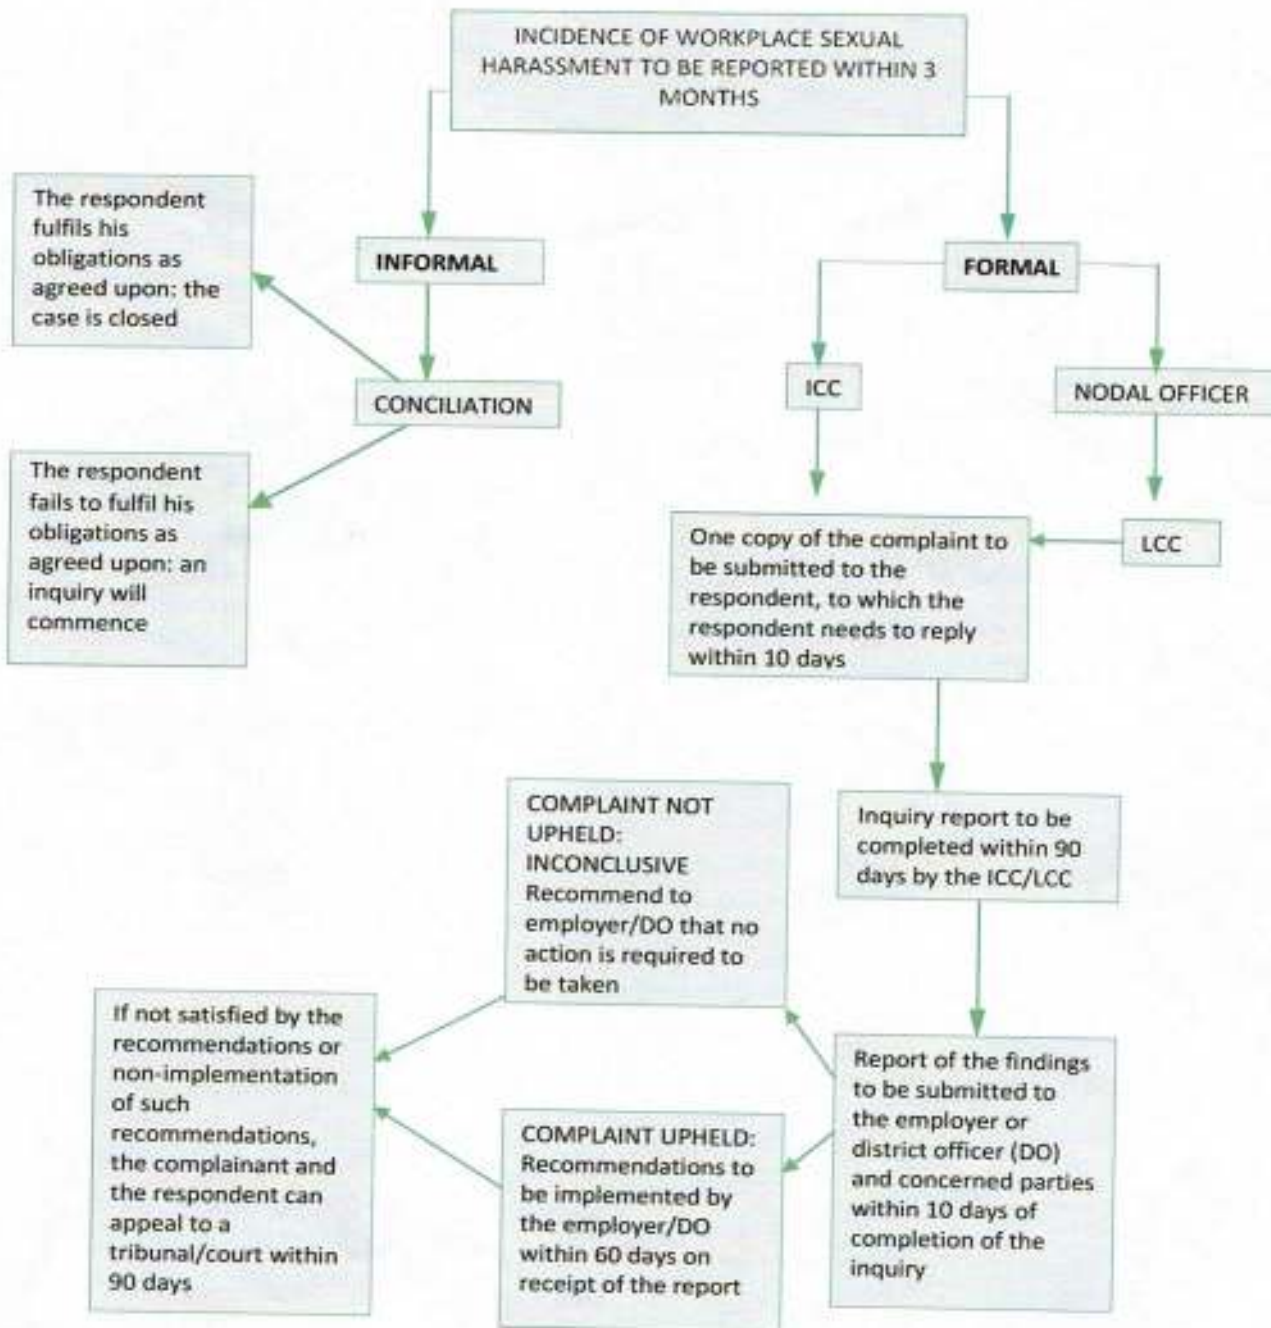 INCIDENCE OF WORKPLACE SEXUAL
HARASSMENT TO BE REPORTED WITHIN 3
MONTHS
The respondent
fulfils his
obligations as
agreed upon: the
case is closed
INFORMAL
FORMAL
CONCILIATION
ICC
NODAL OFFICER
The respondent
fails to fulfil his
obligations as
agreed upon: an
inquiry will
commence
One copy of the complaint to
be submitted to the
respondent, to which the
respondent needs to reply
within 10 days
LCC
COMPLAINT NOT
UPHELD:
INCONCLUSIVE
Recommend to
employer/DO that no
action is required to
be taken
Inquiry report to be
completed within 90
days by the ICC/LCC
If not satisfied by the
recommendations or
non-implementation
of such
recommendations,
the complainant and
the respondent can
appeal to a
tribunal/court within
90 days
COMPLAINT UPHELD:
Recommendations to
be implemented by
the employer/DO
within 60 days on
receipt of the report
Report of the findings
to be submitted to
the employer or
district officer (DO)
and concerned parties
within 10 days of
completion of the
inquiry